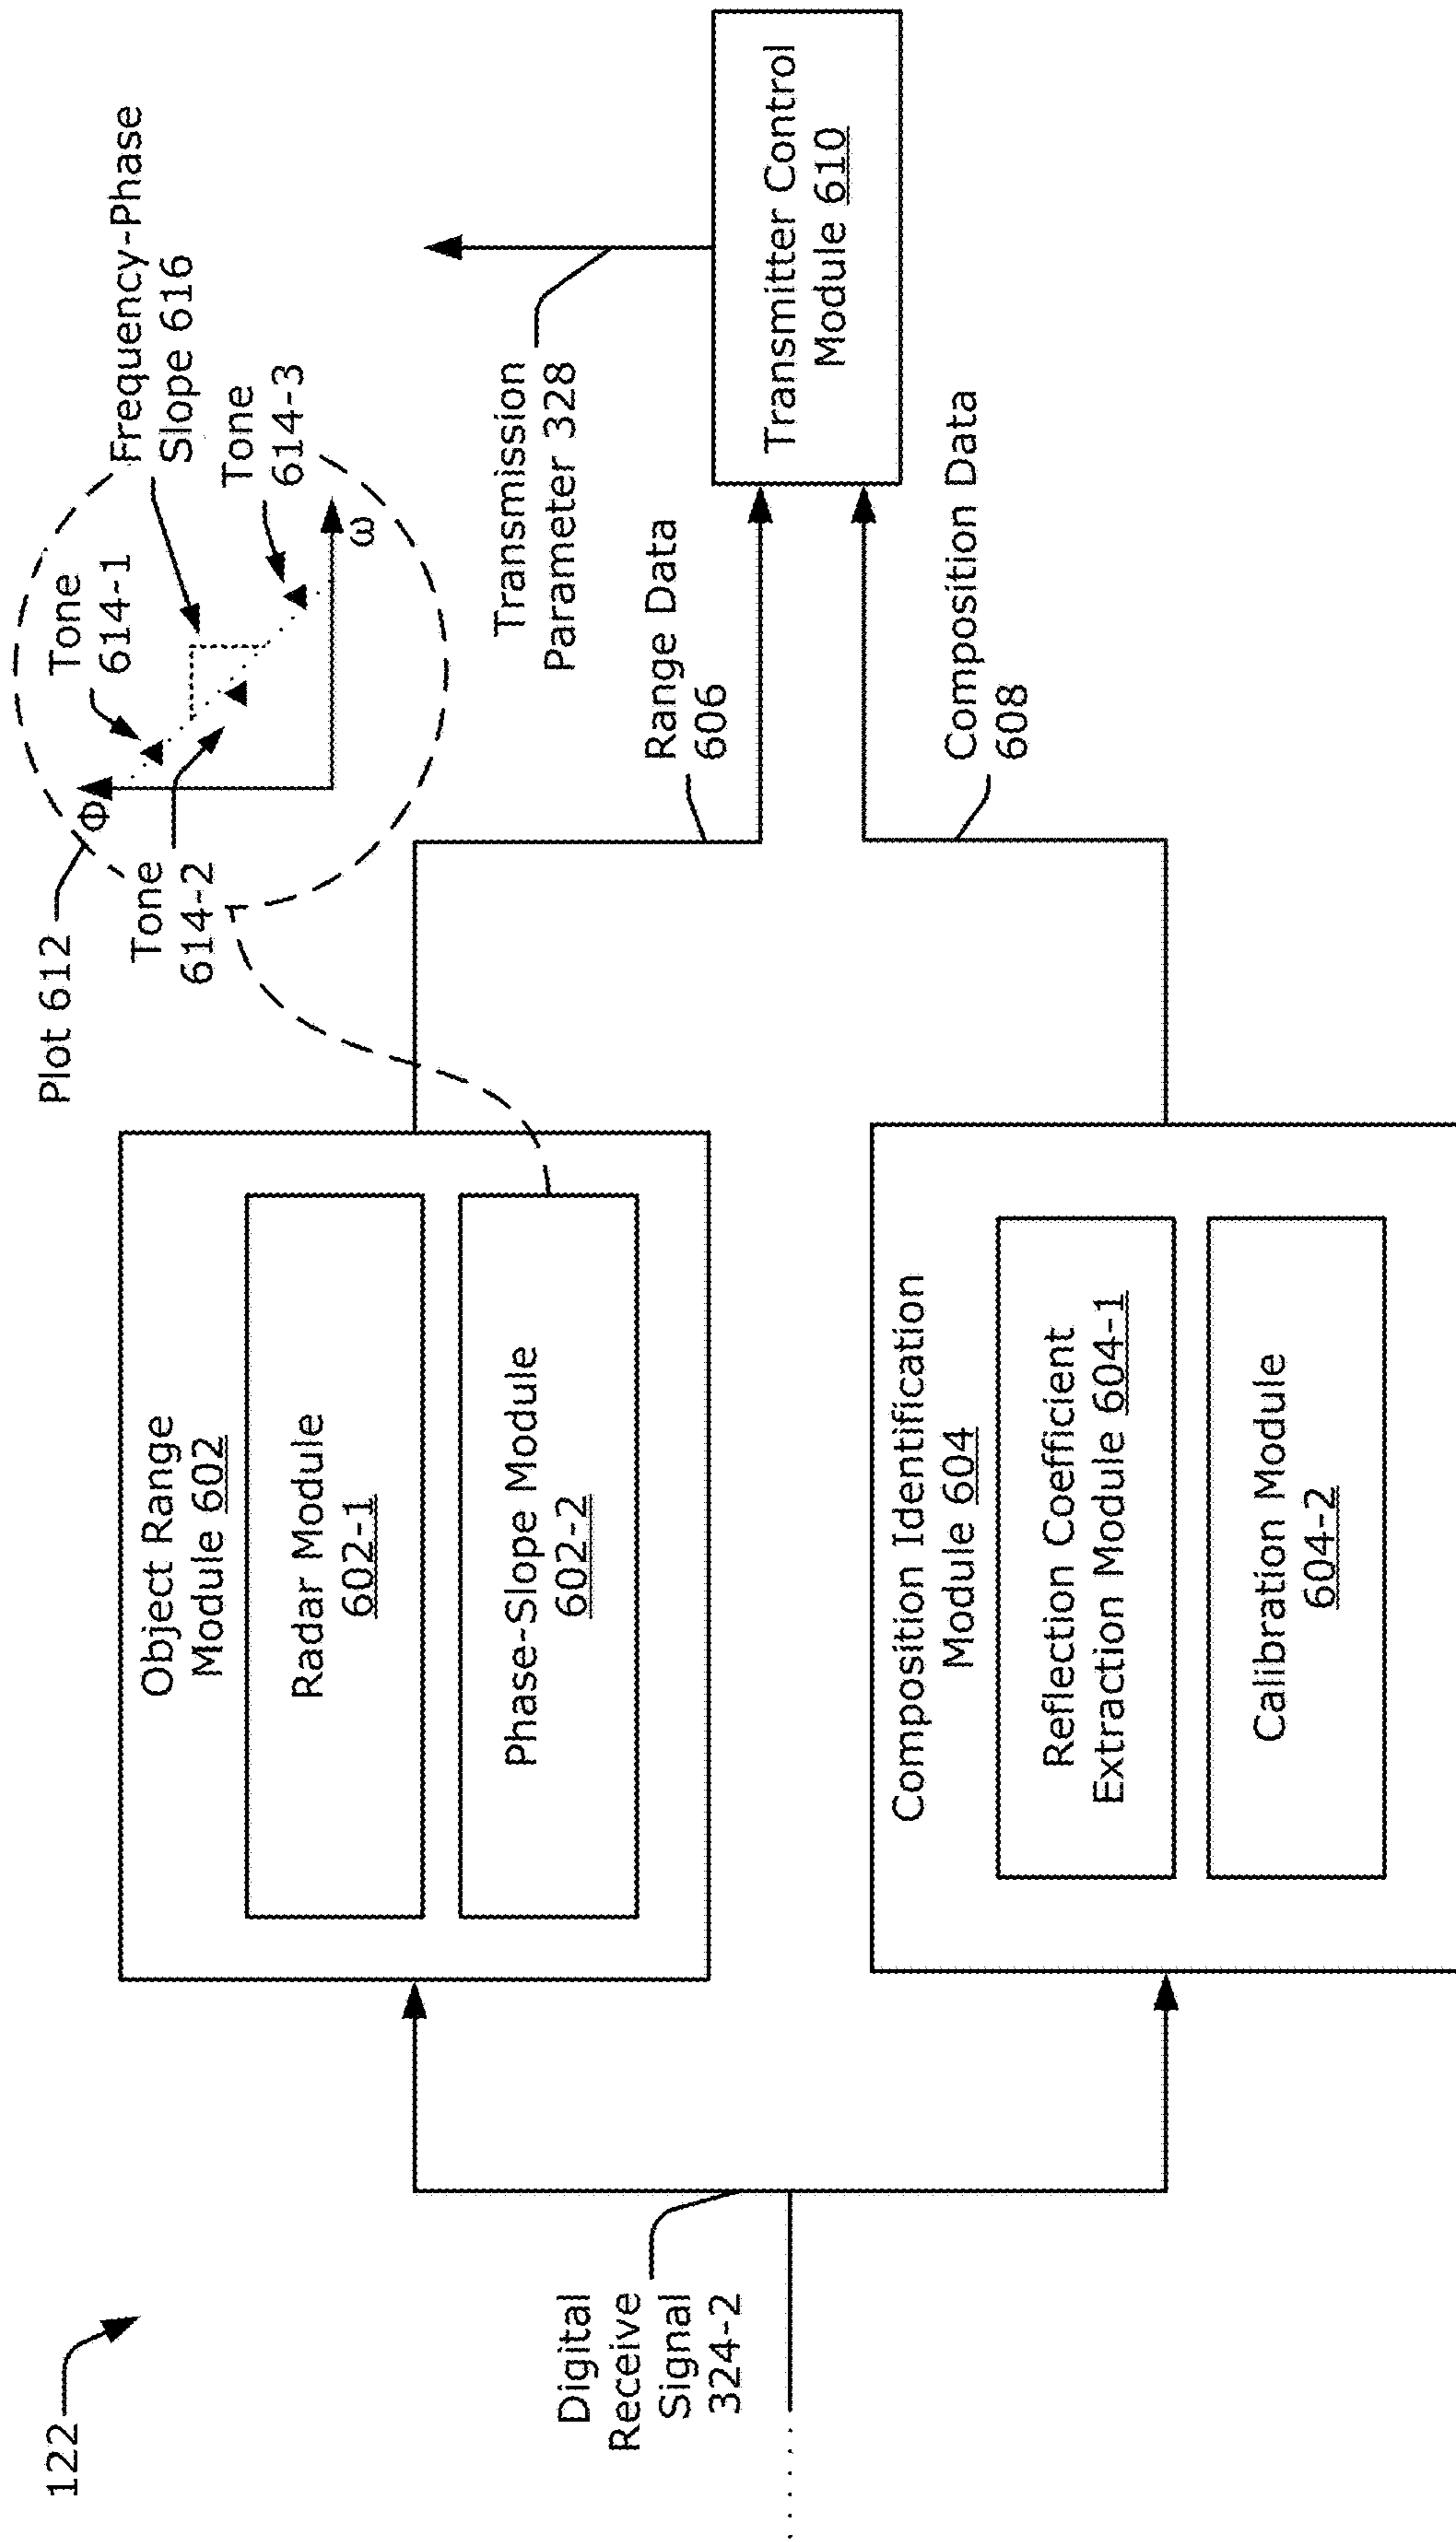 122
Digital
Receive
Signal
324-2
Object Range
Module 602
Radar Module
602-1
Phase-Slope Module
602-2
Composition Identification
Module 604
Reflection Coefficient
Extraction Module 604-1
Calibration Module
604-2
Plot 612
Φ
ω
Tone
614-1
Tone
614-2
Tone
614-3
Frequency-Phase
Slope 616
Range Data
606
Composition Data
608
Transmission
Parameter 328
Transmitter Control
Module 610